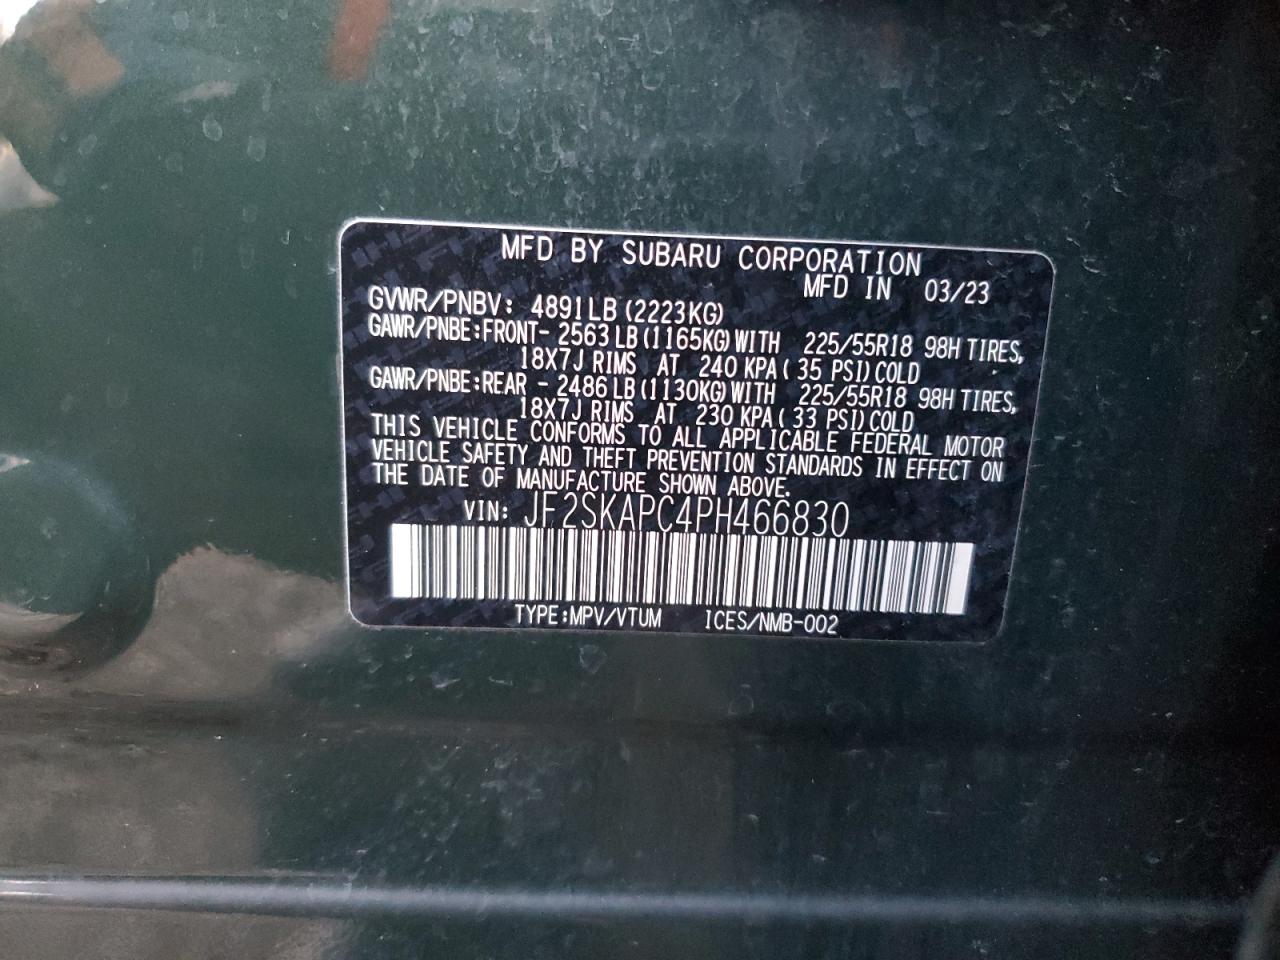 MFD BY SUBARU CORPORATION
MFD IN 03/23
GVWR/PNBV: 4891LB (2223KG)
GAWR/PNBE:FRONT- 2563 LB (1165KG) WITH 225/55R18 98H TIRES,
18X7J RIMS AT 240 KPA ( 35 PSI) COLD
GAWR/PNBE:REAR - 2486 LB (1130KG) WITH 225/55R18 98H TIRES,
18X7J RIMS AT 230 KPA ( 33 PSI) COLD
THIS VEHICLE CONFORMS TO ALL APPLICABLE FEDERAL MOTOR
VEHICLE SAFETY AND THEFT PREVENTION STANDARDS IN EFFECT ON
THE DATE OF MANUFACTURE SHOWN ABOVE.
VIN: JF2SKAPC4PH466830
TYPE:MPV/VTUM ICES/NMB-002